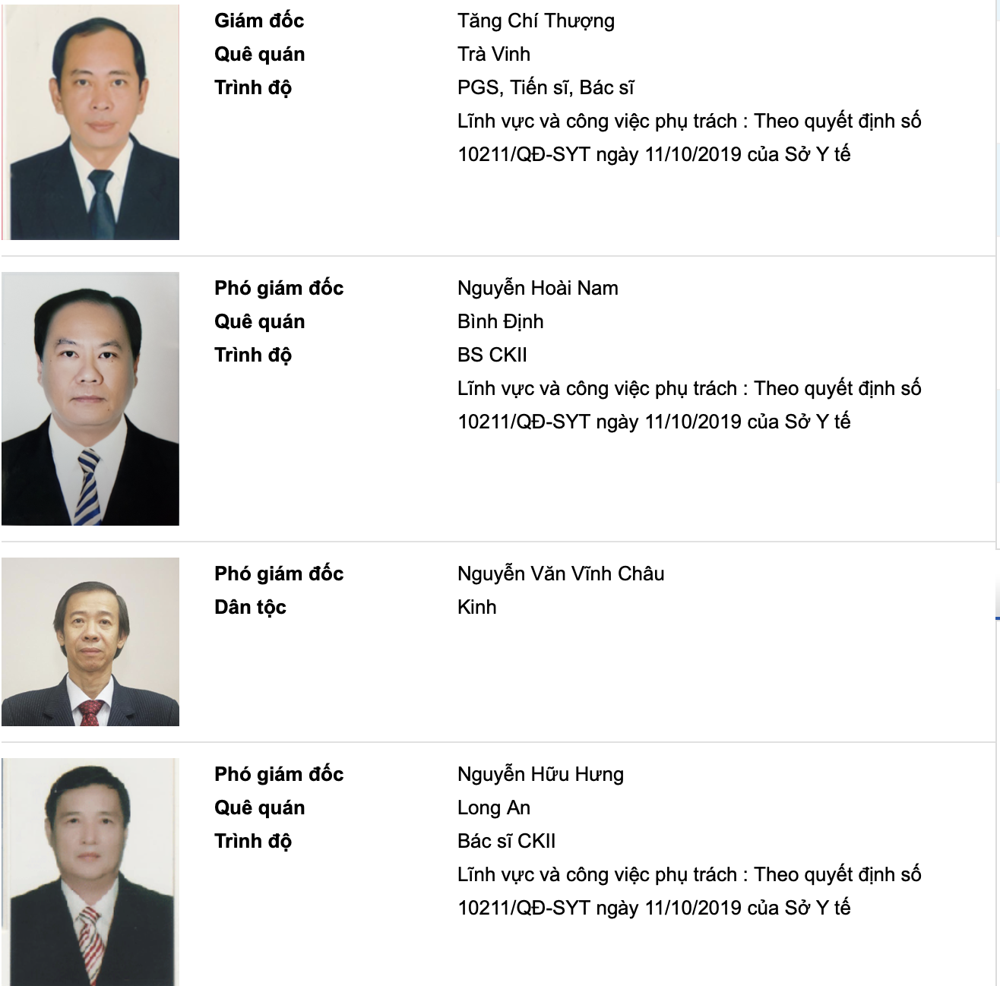 Giám đốc Tăng Chí Thượng
Quê quán Trà Vinh
Trình độ PGS, Tiến sĩ, Bác sĩ
Lĩnh vực và công việc phụ trách : Theo quyết định số
10211/QĐ-SYT ngày 11/10/2019 của Sở Y tế
Phó giám đốc Nguyễn Hoài Nam
Quê quán Bình Định
Trình độ BS CKII
Lĩnh vực và công việc phụ trách : Theo quyết định số
10211/QĐ-SYT ngày 11/10/2019 của Sở Y tế
Phó giám đốc Nguyễn Văn Vĩnh Châu
Dân tộc Kinh
Phó giám đốc Nguyễn Hữu Hưng
Quê quán Long An
Trình độ Bác sĩ CKII
Lĩnh vực và công việc phụ trách : Theo quyết định số
10211/QĐ-SYT ngày 11/10/2019 của Sở Y tế